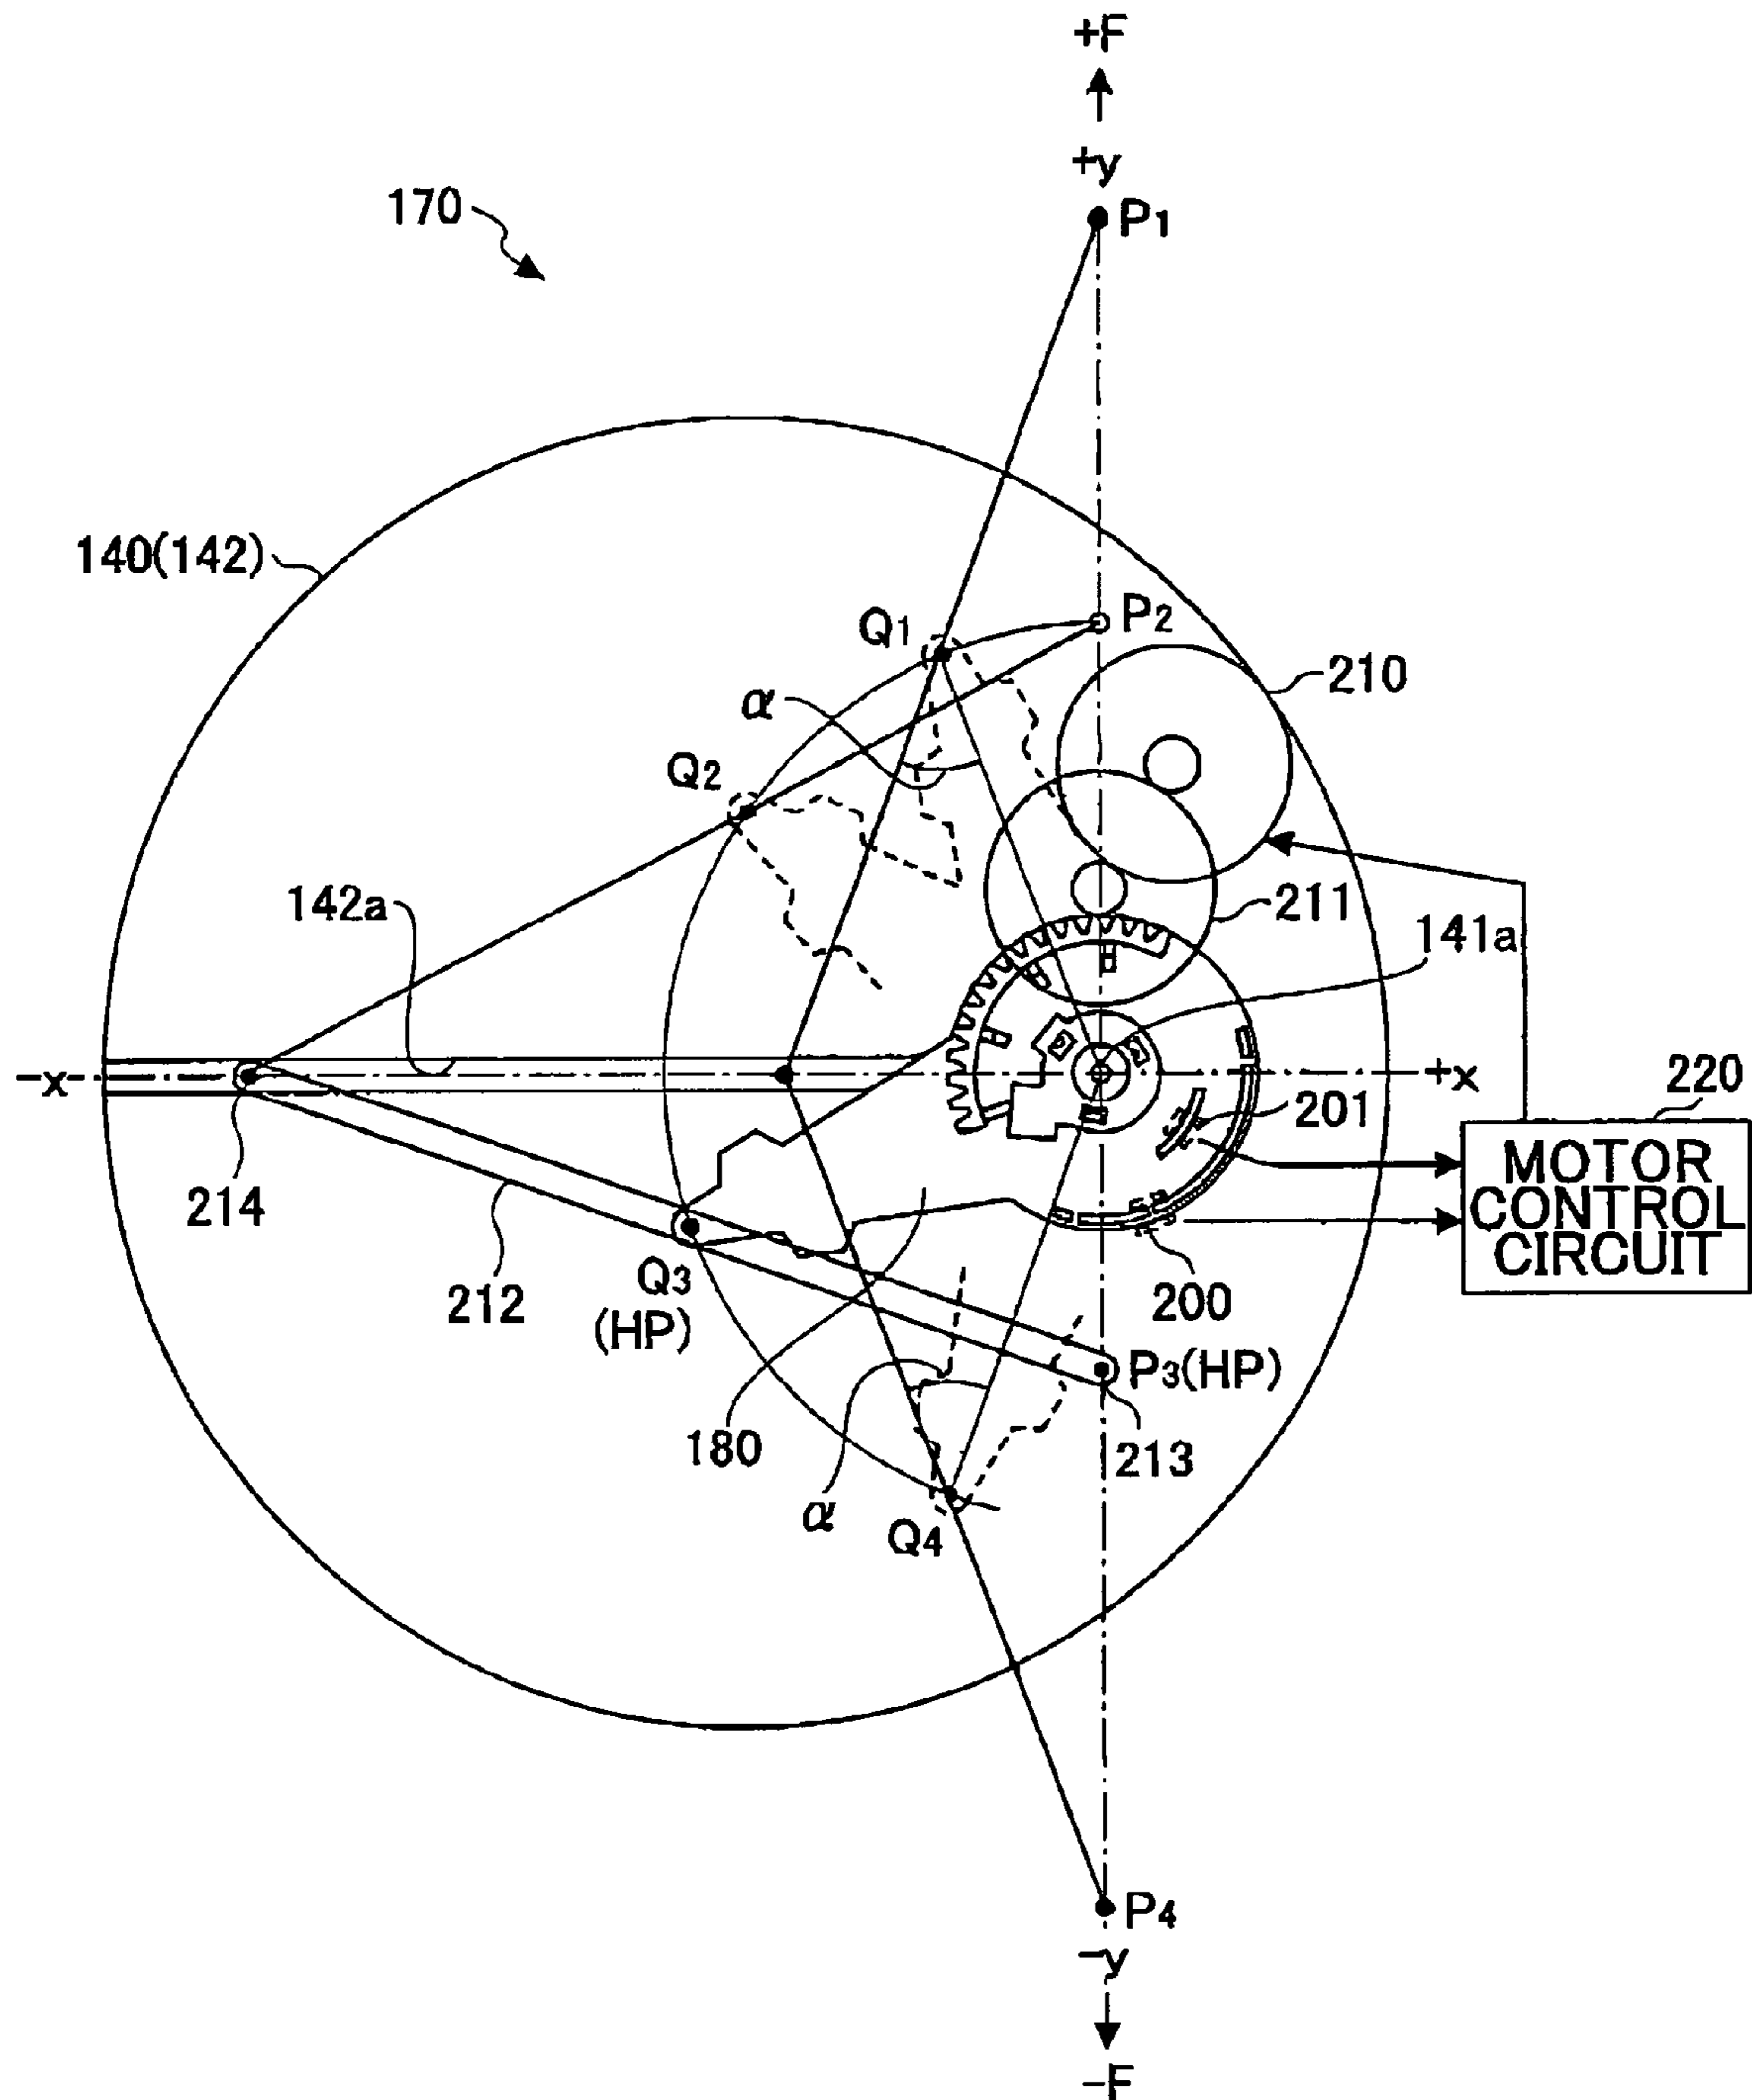 +F
+y
170
P1
140(142)
Q1
P2
210
α
Q2
142a
211
141a
-x
+x
220
201
MOTOR
CONTROL
CIRCUIT
214
212
Q3
(HP)
200
P3(HP)
180
213
α
Q4
P4
-y
-F